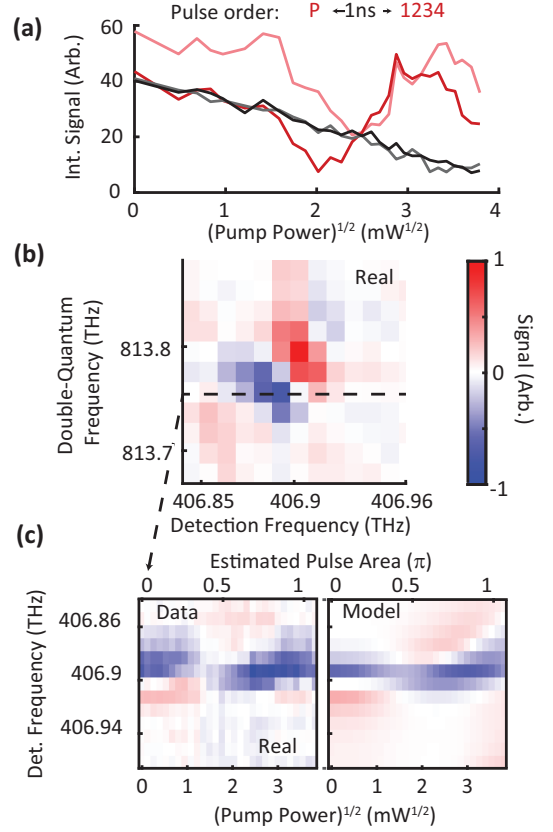 Pulse order: P ←1ns→ 1234
(a)
Int. Signal (Arb.)
60
40
20
0
0 1 2 3 4
(Pump Power)1/2 (mW1/2)
(b)
Real
Double-Quantum
Frequency (THz)
813.8
813.7
406.85 406.9 406.96
Detection Frequency (THz)
1
0
-1
Signal (Arb.)
(c)
Estimated Pulse Area (π)
0 0.5 1 0 0.5 1
Data Model
Det. Frequency (THz)
406.86
406.9
406.94
Real
0 1 2 3 0 1 2 3
(Pump Power)1/2 (mW1/2)